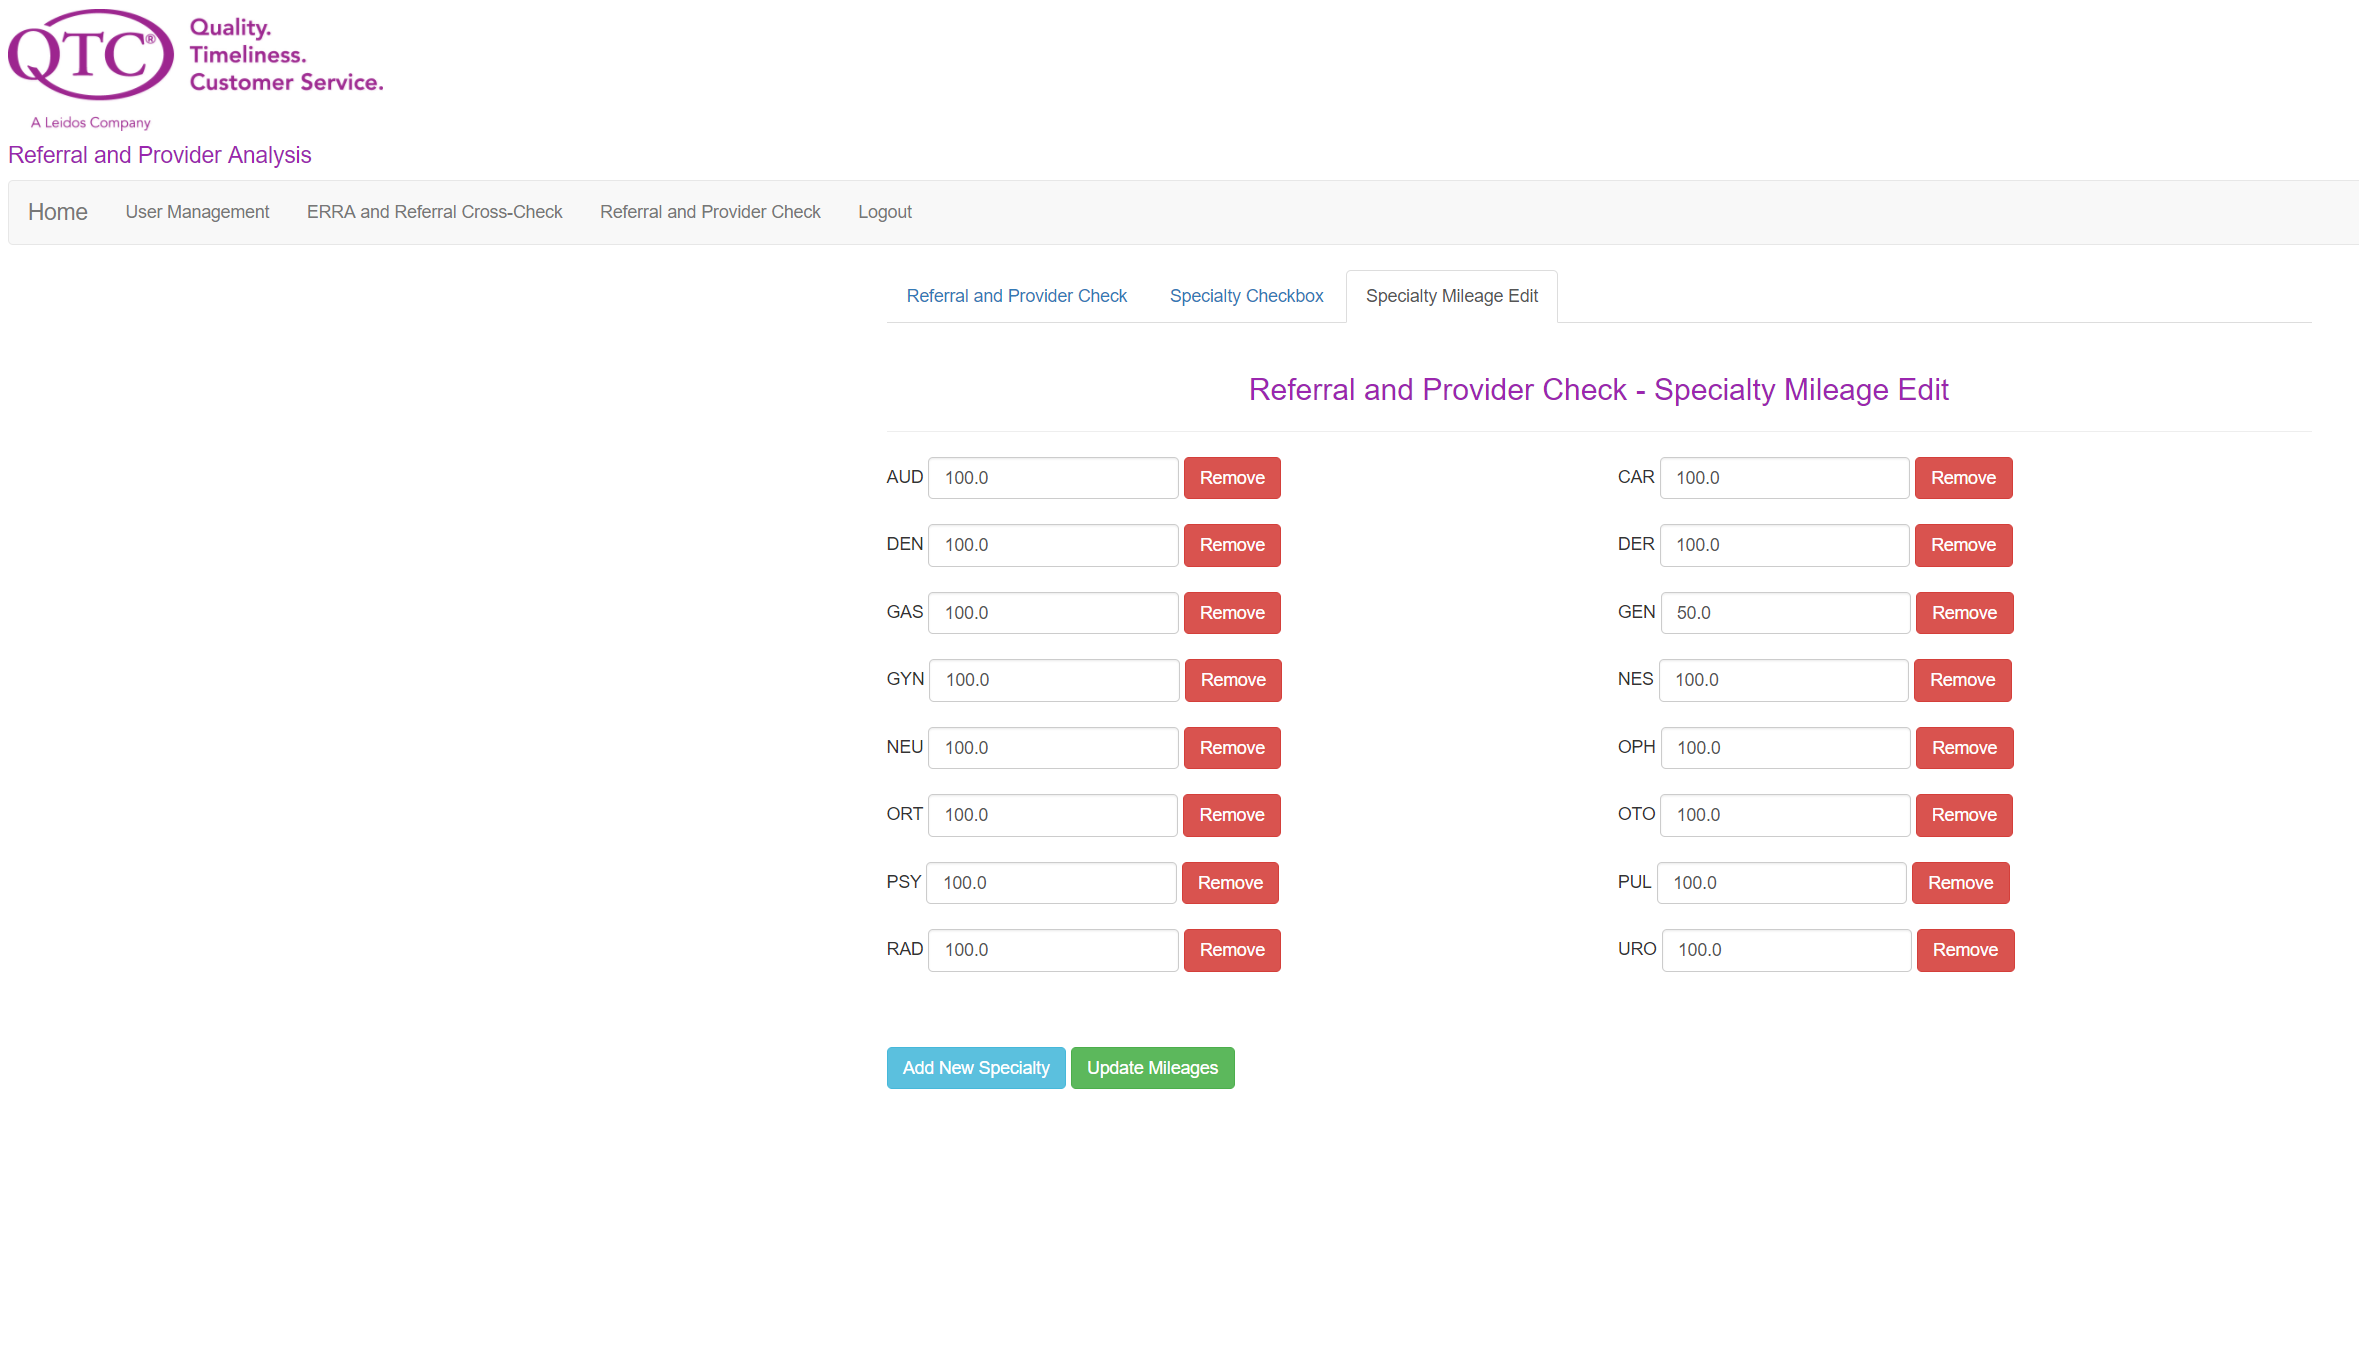 QTC®
Quality.
Timeliness.
Customer Service.
A Leidos Company
Referral and Provider Analysis
Home User Management ERRA and Referral Cross-Check Referral and Provider Check Logout
Referral and Provider Check Specialty Checkbox Specialty Mileage Edit
Referral and Provider Check - Specialty Mileage Edit
AUD 100.0 Remove CAR 100.0 Remove
DEN 100.0 Remove DER 100.0 Remove
GAS 100.0 Remove GEN 50.0 Remove
GYN 100.0 Remove NES 100.0 Remove
NEU 100.0 Remove OPH 100.0 Remove
ORT 100.0 Remove OTO 100.0 Remove
PSY 100.0 Remove PUL 100.0 Remove
RAD 100.0 Remove URO 100.0 Remove
Add New Specialty Update Mileages